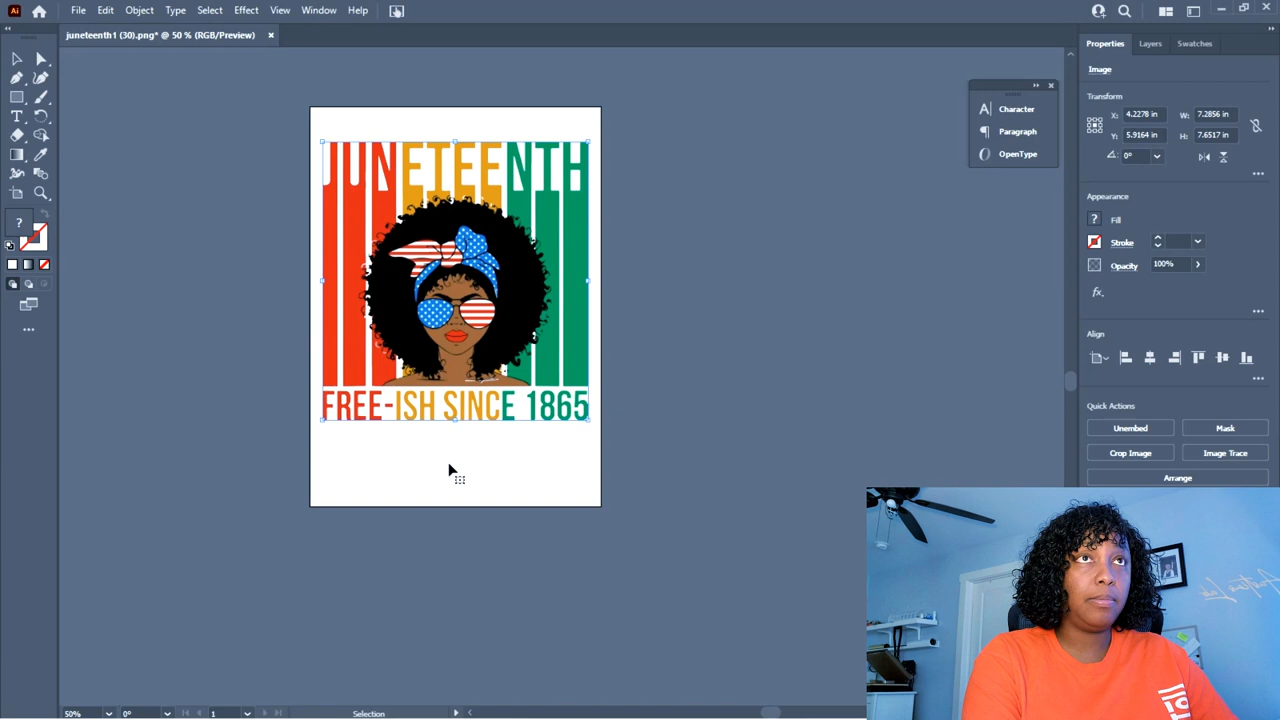 Ai File Edit Object Type Select Effect View Window Help
juneteenth1 (30).png* @ 50 % (RGB/Preview) ×
Properties Layers Swatches
Image
Transform
X: 4.2278 in W: 7.2856 in
Y: 5.9164 in H: 7.6517 in
0°
Character
Paragraph
OpenType
Appearance
? Fill
Stroke
Opacity 100%
fx.
Align
Quick Actions
Unembed Mask
Crop Image Image Trace
Arrange
?
JUNETEENTH
FREE-ISH SINCE 1865
50% 0° 1 Selection